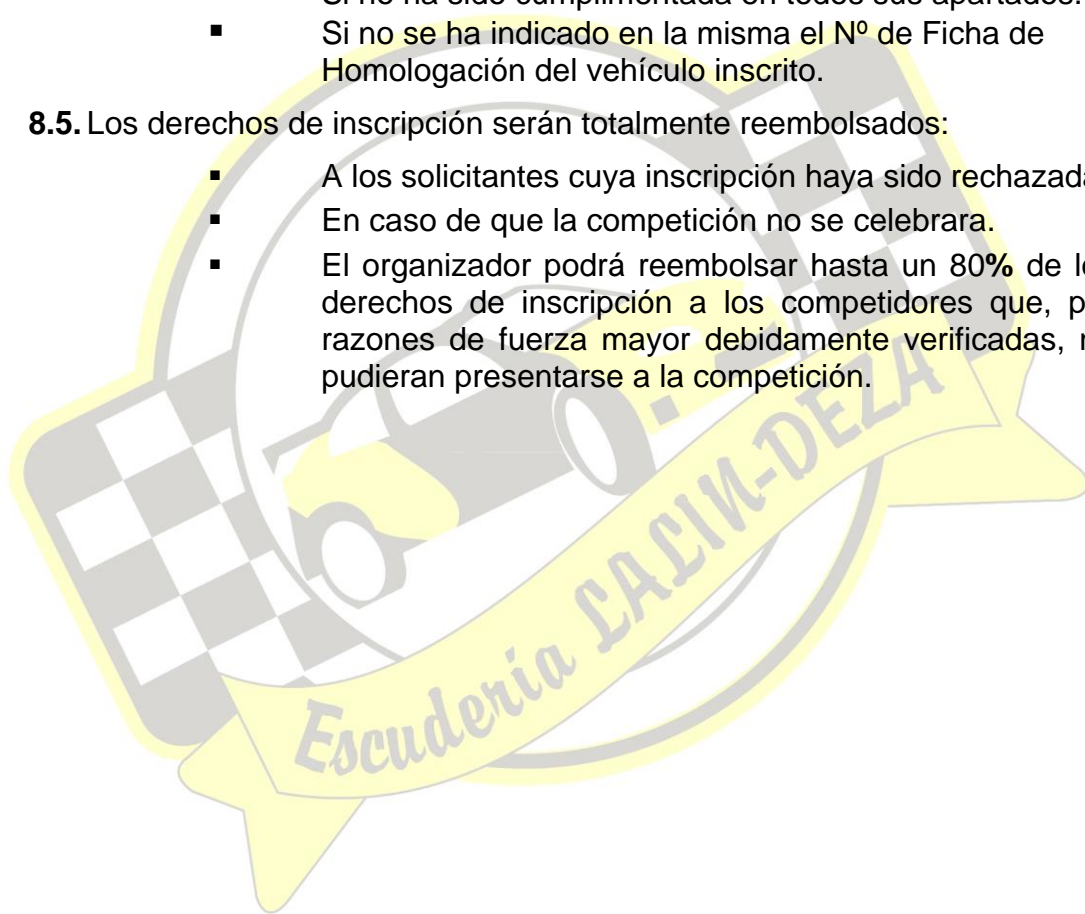 Si no ha sido cumplimentada en todos sus apartados.
▪ Si no se ha indicado en la misma el Nº de Ficha de
Homologación del vehículo inscrito.
8.5. Los derechos de inscripción serán totalmente reembolsados:
▪ A los solicitantes cuya inscripción haya sido rechazada
▪ En caso de que la competición no se celebrara.
▪ El organizador podrá reembolsar hasta un 80% de
derechos de inscripción a los competidores que,
razones de fuerza mayor debidamente verificadas,
pudieran presentarse a la competición.
Escudería LALIN-DEZA